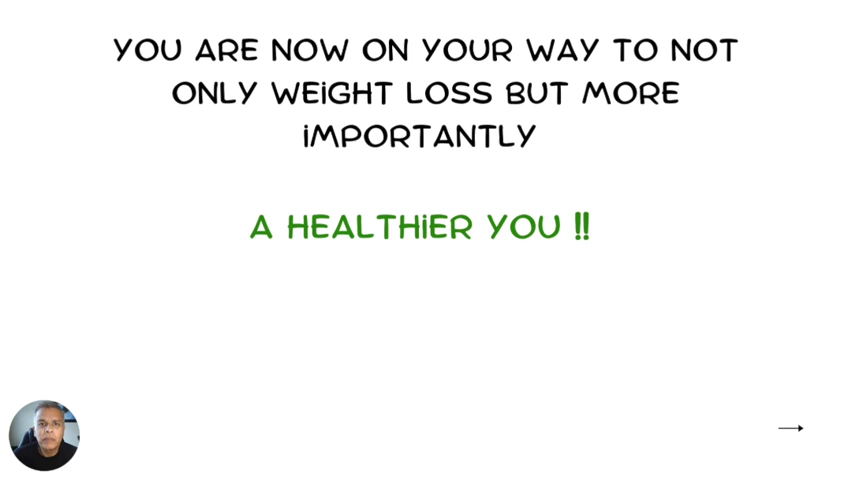 YOU ARE NOW ON YOUR WAY TO NOT
ONLY WEIGHT LOSS BUT MORE
IMPORTANTLY
A HEALTHIER YOU !!